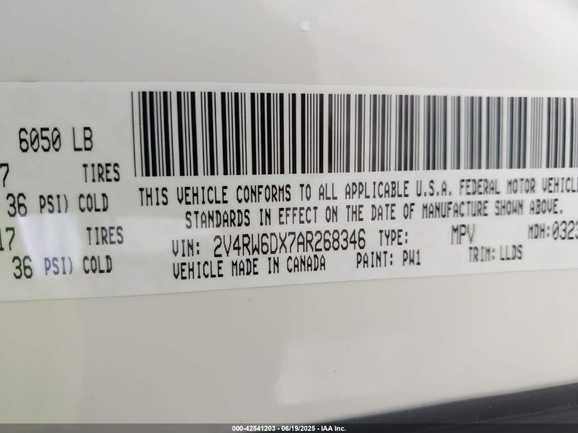 6050 LB
7 TIRES
36 PSI) COLD
17 TIRES
36 PSI) COLD
THIS VEHICLE CONFORMS TO ALL APPLICABLE U.S.A. FEDERAL MOTOR VEHICLE
STANDARDS IN EFFECT ON THE DATE OF MANUFACTURE SHOWN ABOVE.
VIN: 2V4RW6DX7AR268346 TYPE: MPV MDH:0323
VEHICLE MADE IN CANADA PAINT: PW1 TRIM: LLDS
000-42541203 - 06/19/2025 - IAA Inc.